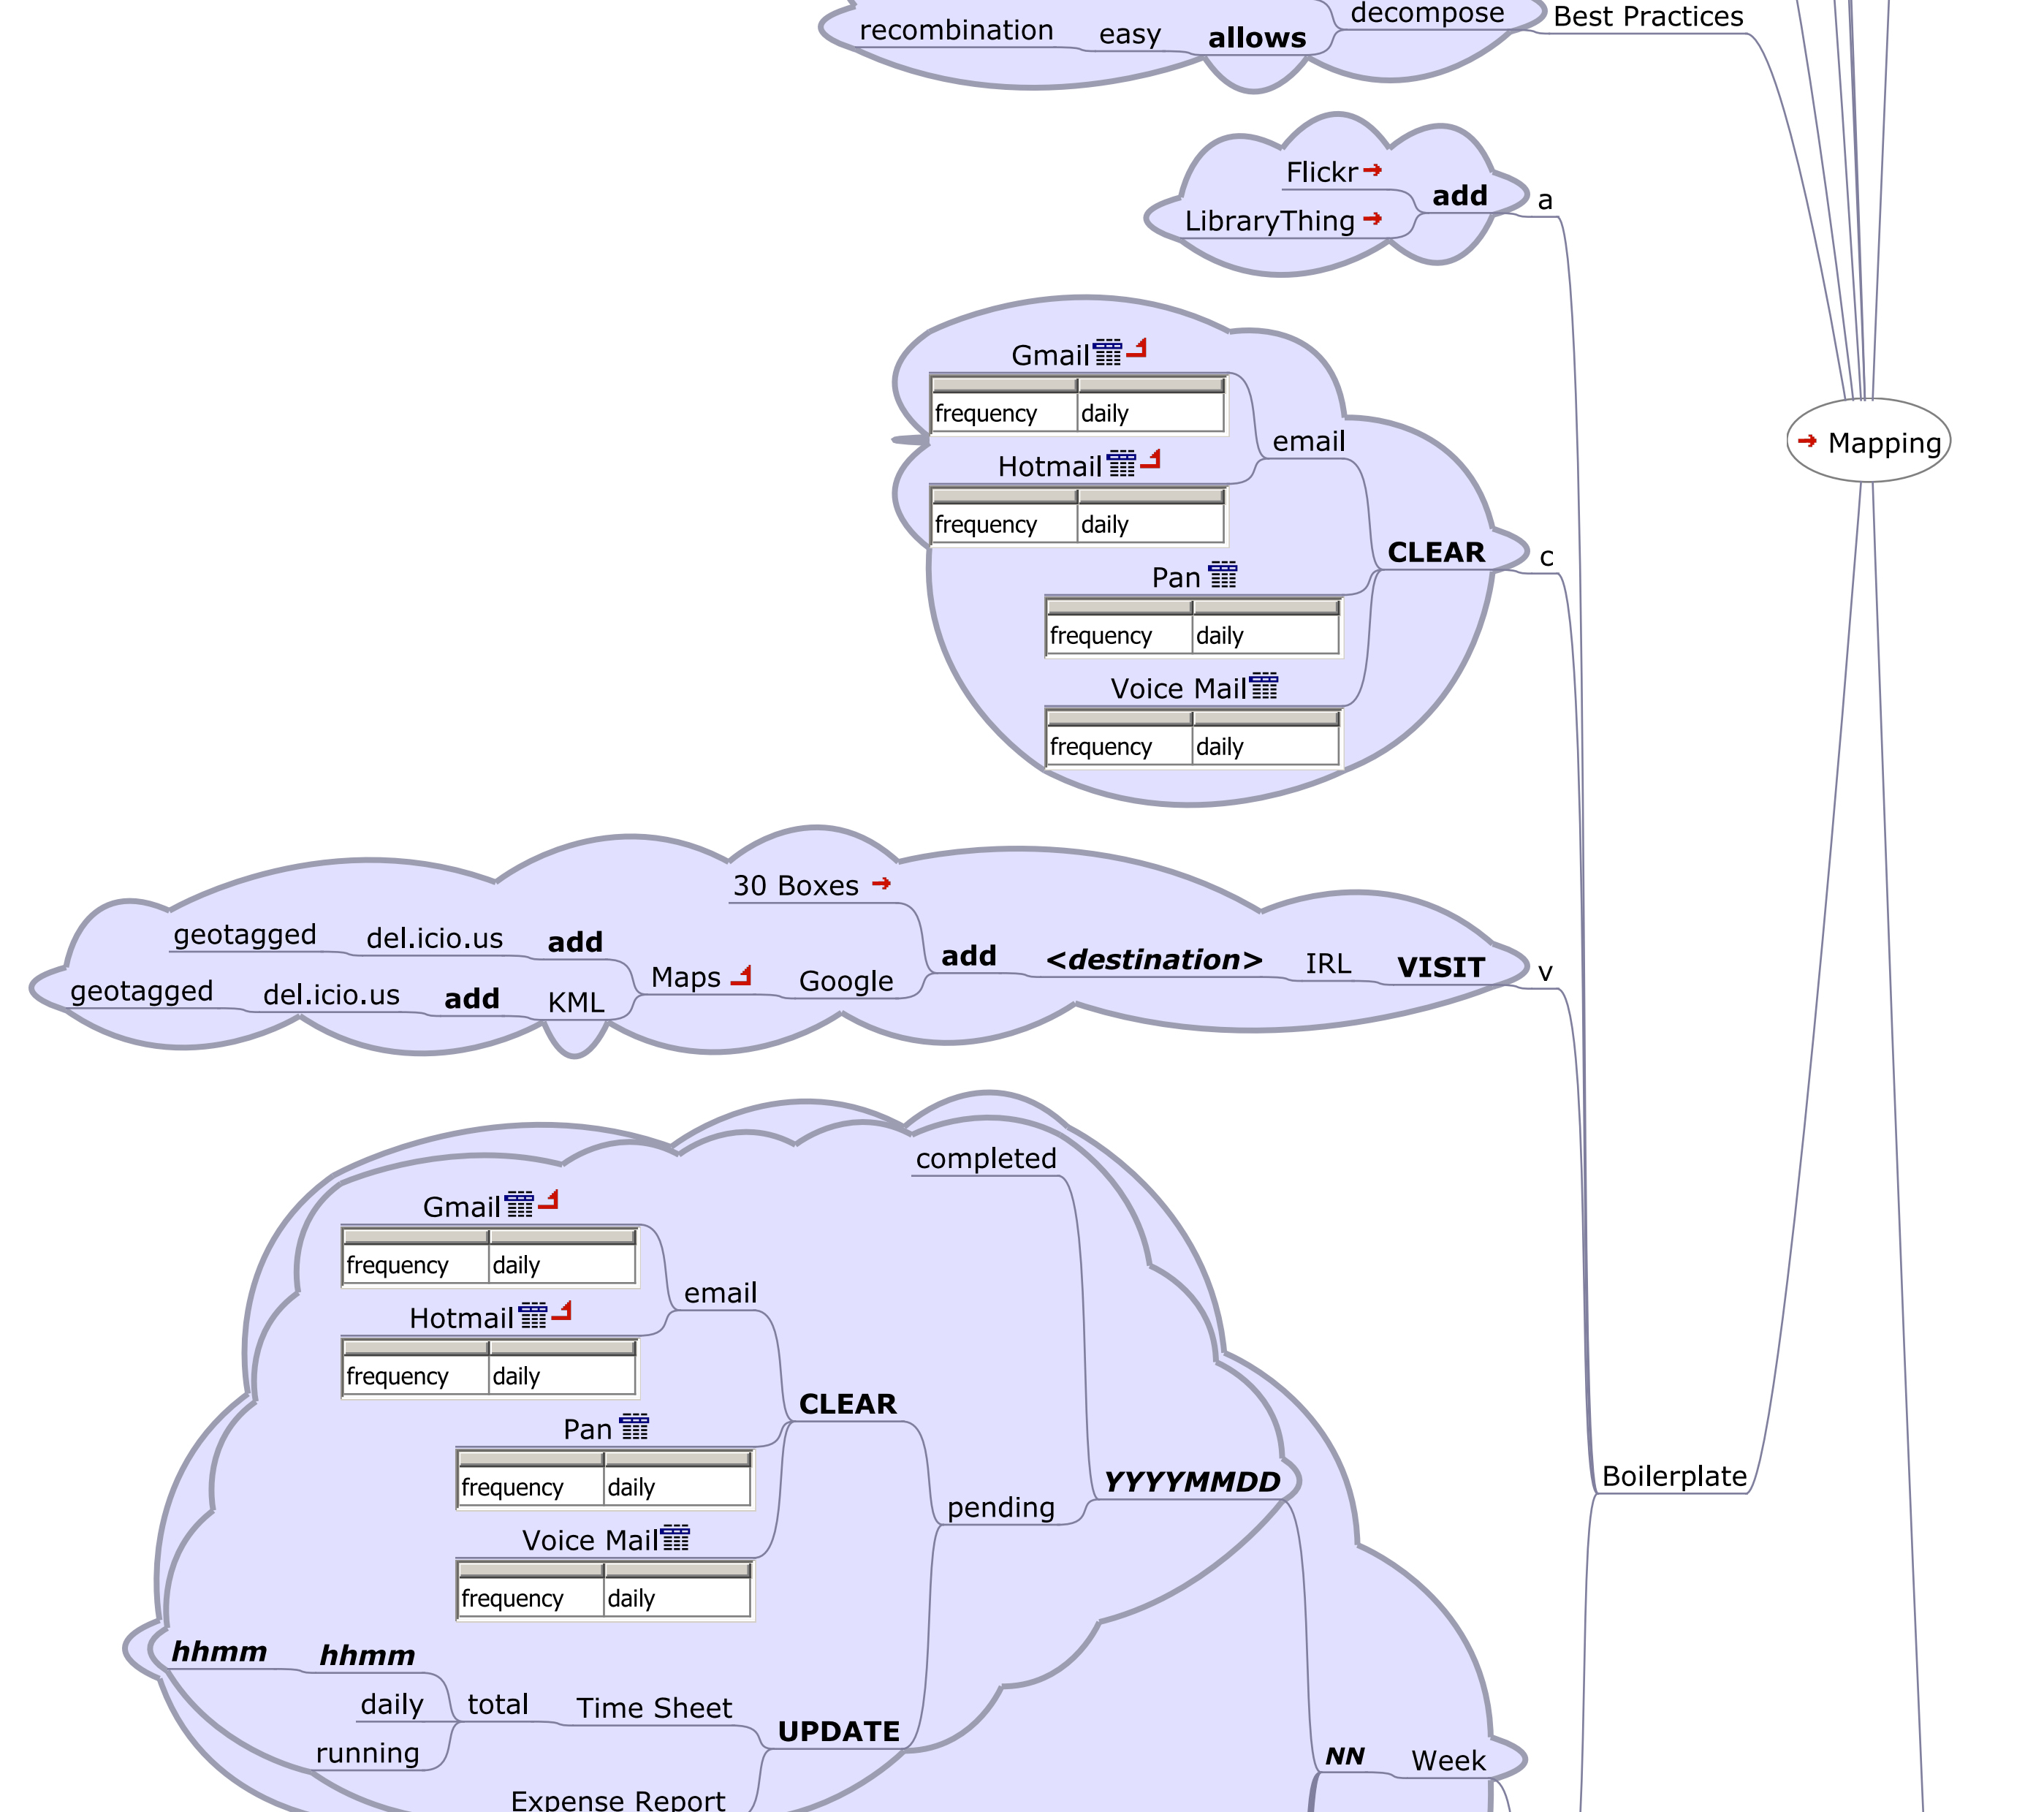 recombination easy allows decompose Best Practices
Flickr
LibraryThing add a
Gmail
frequency daily
email
Hotmail
frequency daily
→ Mapping
CLEAR c
Pan
frequency daily
Voice Mail
frequency daily
30 Boxes
geotagged del.icio.us add
Maps Google add <destination> IRL VISIT v
geotagged del.icio.us add KML
completed
Gmail
frequency daily
email
Hotmail
frequency daily
CLEAR
Pan
frequency daily
YYYYMMDD
Boilerplate
pending
Voice Mail
frequency daily
hhmm hhmm
daily total Time Sheet
UPDATE
running
NN Week
Expense Report